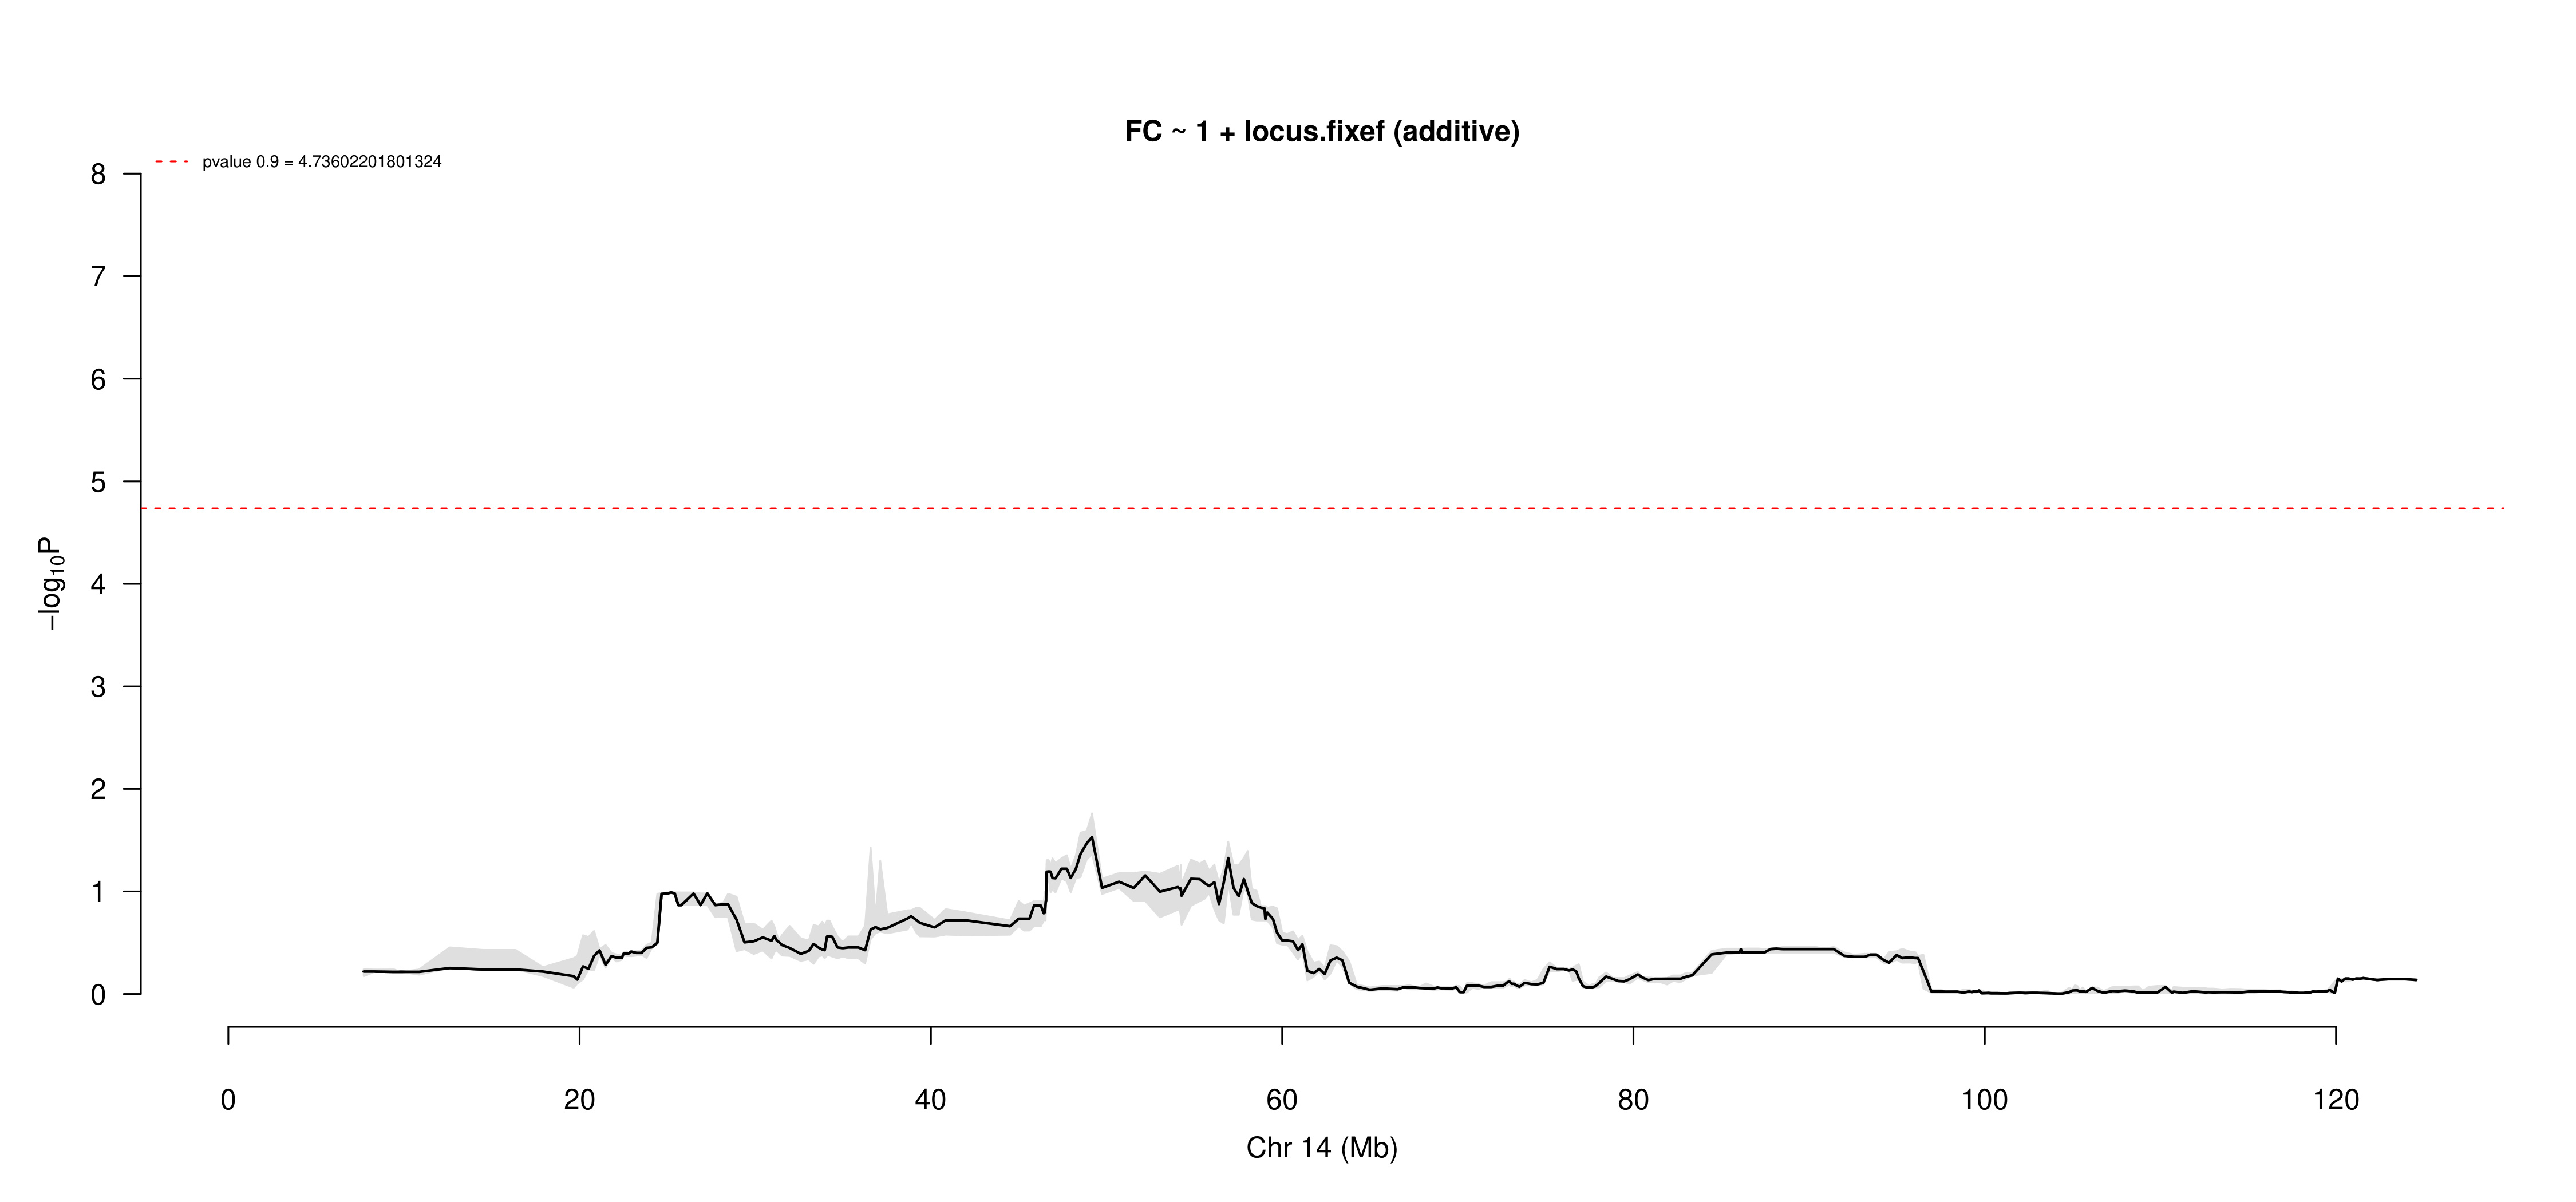 FC ~ 1 + locus.fixef (additive)
pvalue 0.9 = 4.73602201801324
8
7
6
5
4
3
2
1
0
−log10P
0 20 40 60 80 100 120
Chr 14 (Mb)